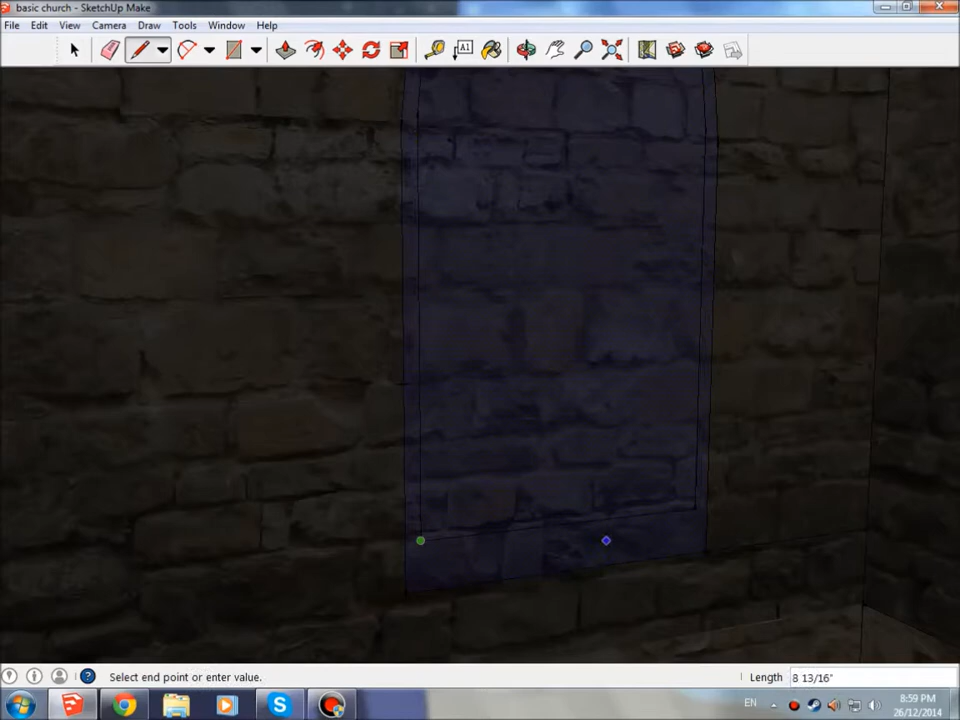 basic church - SketchUp Make
File Edit View Camera Draw Tools Window Help
A1
Select end point or enter value.
Length 8 13/16"
EN
8:59 PM
26/12/2014